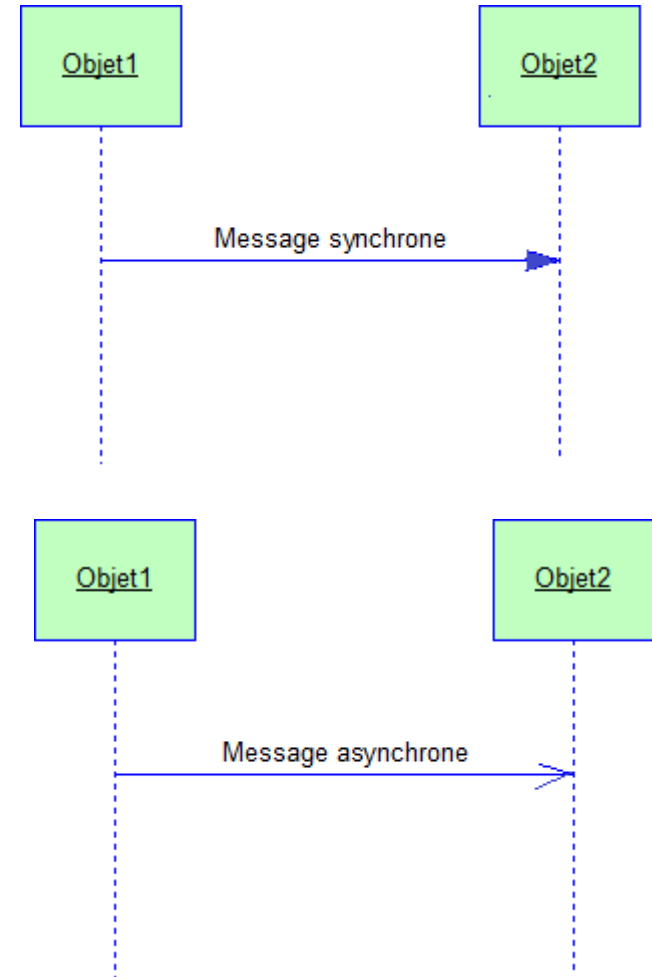 Objet1
Objet2
Message synchrone
Objet1
Objet2
Message asynchrone